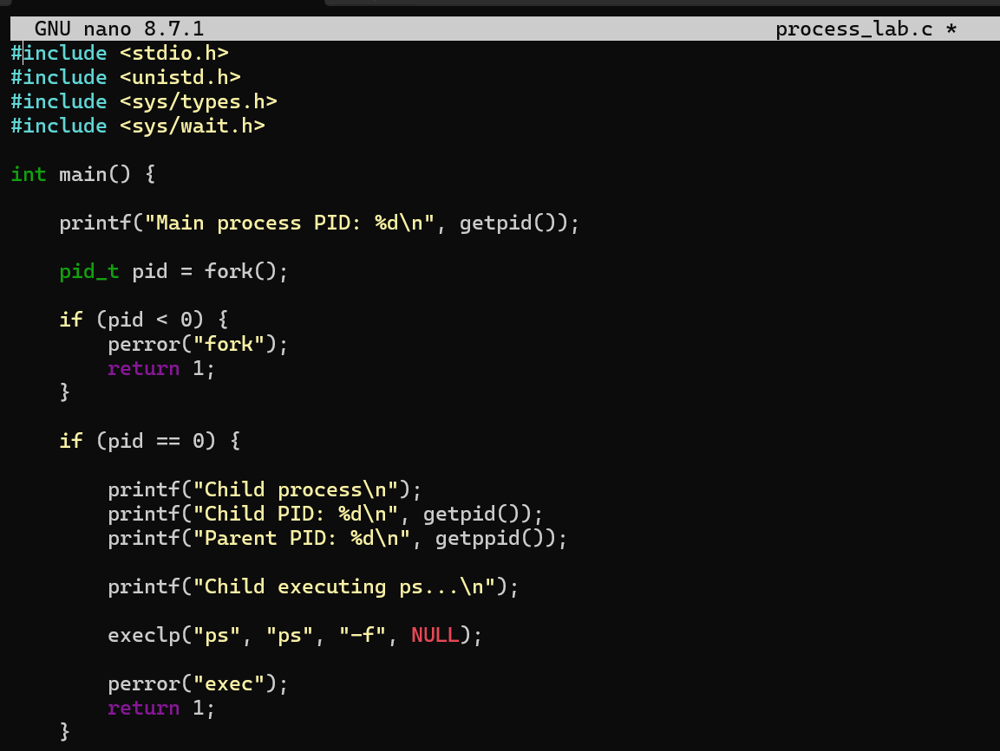 GNU nano 8.7.1 process_lab.c *
#include <stdio.h>
#include <unistd.h>
#include <sys/types.h>
#include <sys/wait.h>
int main() {
printf("Main process PID: %d\n", getpid());
pid_t pid = fork();
if (pid < 0) {
perror("fork");
return 1;
}
if (pid == 0) {
printf("Child process\n");
printf("Child PID: %d\n", getpid());
printf("Parent PID: %d\n", getppid());
printf("Child executing ps...\n");
execlp("ps", "ps", "-f", NULL);
perror("exec");
return 1;
}